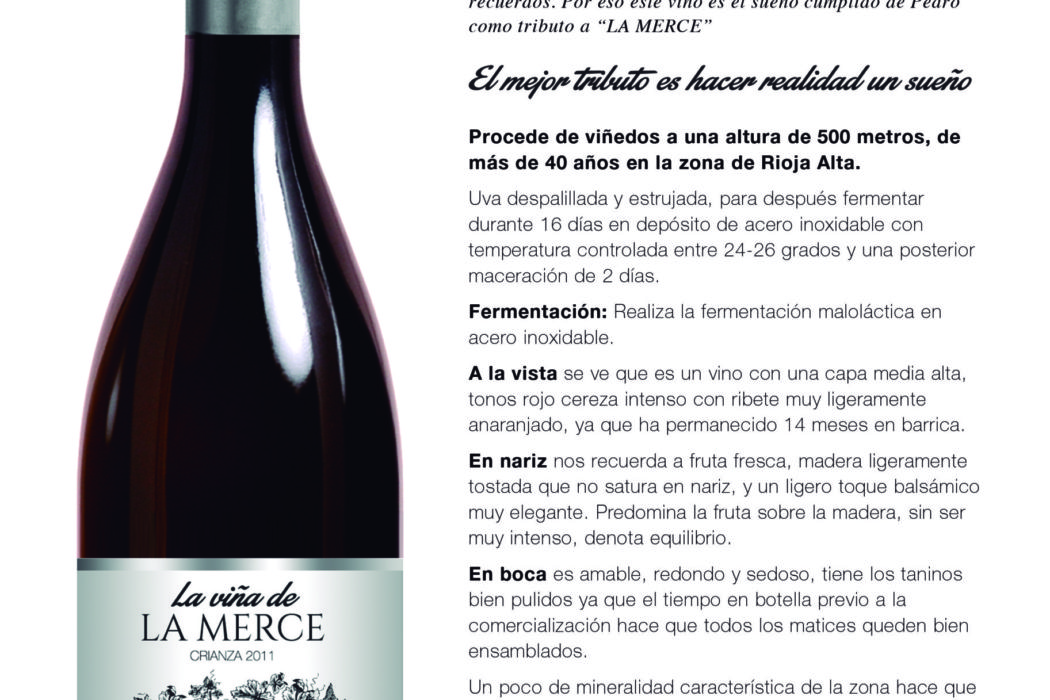 recuerdos. Por eso este vino es el sueño cumplido de Pedro
como tributo a “LA MERCE”
El mejor tributo es hacer realidad un sueño
Procede de viñedos a una altura de 500 metros, de
más de 40 años en la zona de Rioja Alta.
Uva despalillada y estrujada, para después fermentar
durante 16 días en depósito de acero inoxidable con
temperatura controlada entre 24-26 grados y una posterior
maceración de 2 días.
Fermentación: Realiza la fermentación maloláctica en
acero inoxidable.
A la vista se ve que es un vino con una capa media alta,
tonos rojo cereza intenso con ribete muy ligeramente
anaranjado, ya que ha permanecido 14 meses en barrica.
En nariz nos recuerda a fruta fresca, madera ligeramente
tostada que no satura en nariz, y un ligero toque balsámico
muy elegante. Predomina la fruta sobre la madera, sin ser
muy intenso, denota equilibrio.
En boca es amable, redondo y sedoso, tiene los taninos
bien pulidos ya que el tiempo en botella previo a la
comercialización hace que todos los matices queden bien
ensamblados.
Un poco de mineralidad característica de la zona hace que
La viña de
LA MERCE
CRIANZA 2011